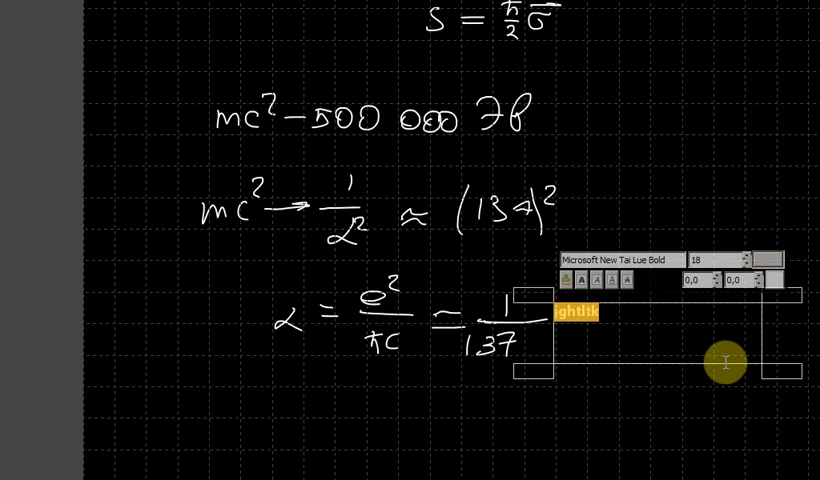 S = ħ/2 σ
mc² – 500 000 Эв
mc² → 1/α² ≈ (137)²
Microsoft New Tai Lue Bold 18
A A A A 0,0 0,0
α = e²/ħc ≃ 1/137
ightltk